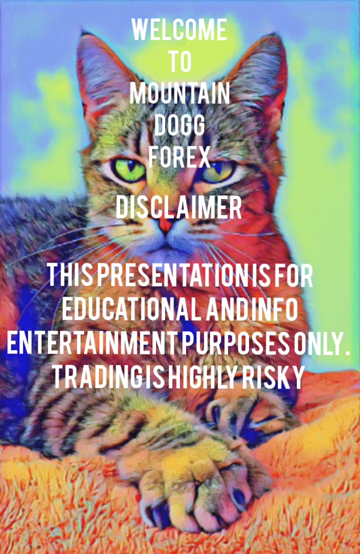 WELCOME
TO
MOUNTAIN
DOGG
FOREX
DISCLAIMER
THIS PRESENTATION IS FOR
EDUCATIONAL AND INFO
ENTERTAINMENT PURPOSES ONLY.
TRADING IS HIGHLY RISKY